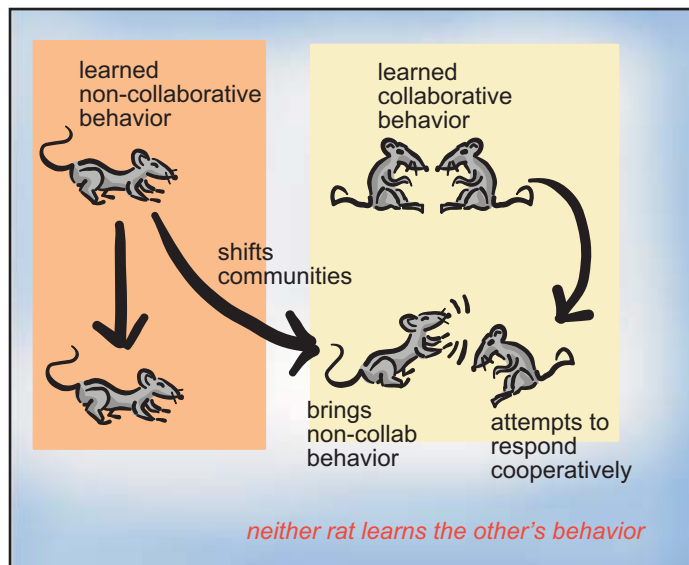 learned
non-collaborative
behavior
learned
collaborative
behavior
shifts
communities
brings
non-collab
behavior
attempts to
respond
cooperatively
neither rat learns the other's behavior